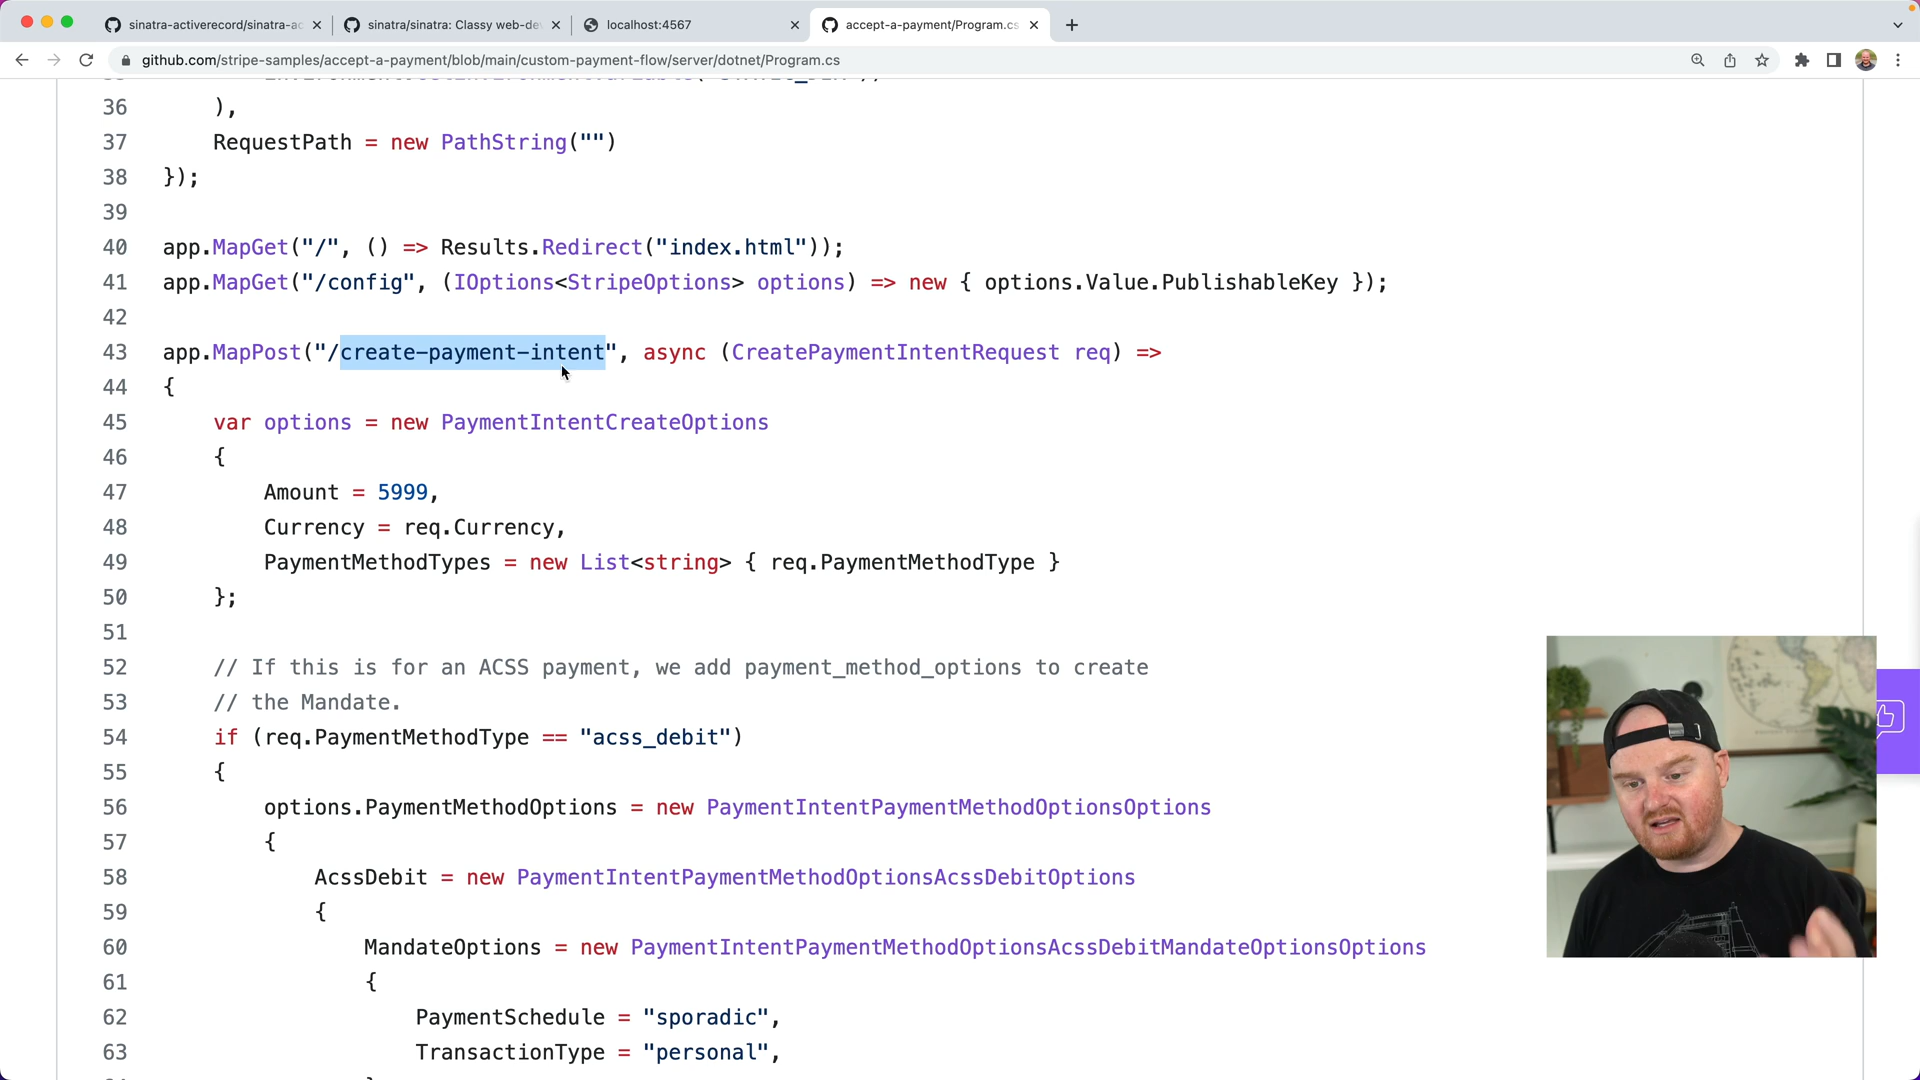 sinatra-activerecord/sinatra-ac
sinatra/sinatra: Classy web-dev
localhost:4567
accept-a-payment/Program.cs
github.com/stripe-samples/accept-a-payment/blob/main/custom-payment-flow/server/dotnet/Program.cs
36 ),
37 RequestPath = new PathString("")
38 });
39
40 app.MapGet("/", () => Results.Redirect("index.html"));
41 app.MapGet("/config", (IOptions<StripeOptions> options) => new { options.Value.PublishableKey });
42
43 app.MapPost("/create-payment-intent", async (CreatePaymentIntentRequest req) =>
44 {
45 var options = new PaymentIntentCreateOptions
46 {
47 Amount = 5999,
48 Currency = req.Currency,
49 PaymentMethodTypes = new List<string> { req.PaymentMethodType }
50 };
51
52 // If this is for an ACSS payment, we add payment_method_options to create
53 // the Mandate.
54 if (req.PaymentMethodType == "acss_debit")
55 {
56 options.PaymentMethodOptions = new PaymentIntentPaymentMethodOptionsOptions
57 {
58 AcssDebit = new PaymentIntentPaymentMethodOptionsAcssDebitOptions
59 {
60 MandateOptions = new PaymentIntentPaymentMethodOptionsAcssDebitMandateOptionsOptions
61 {
62 PaymentSchedule = "sporadic",
63 TransactionType = "personal",